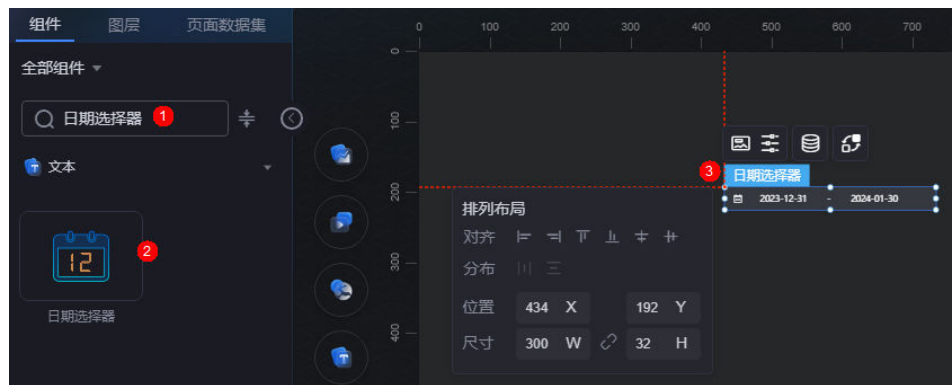 组件 图层 页面数据集
全部组件
日期选择器 1
文本
12
2
日期选择器
0 100 200 300 400 500 600 700
0
100
200
300
400
3 日期选择器
2023-12-31 - 2024-01-30
排列布局
对齐
分布
位置 434 X 192 Y
尺寸 300 W 32 H